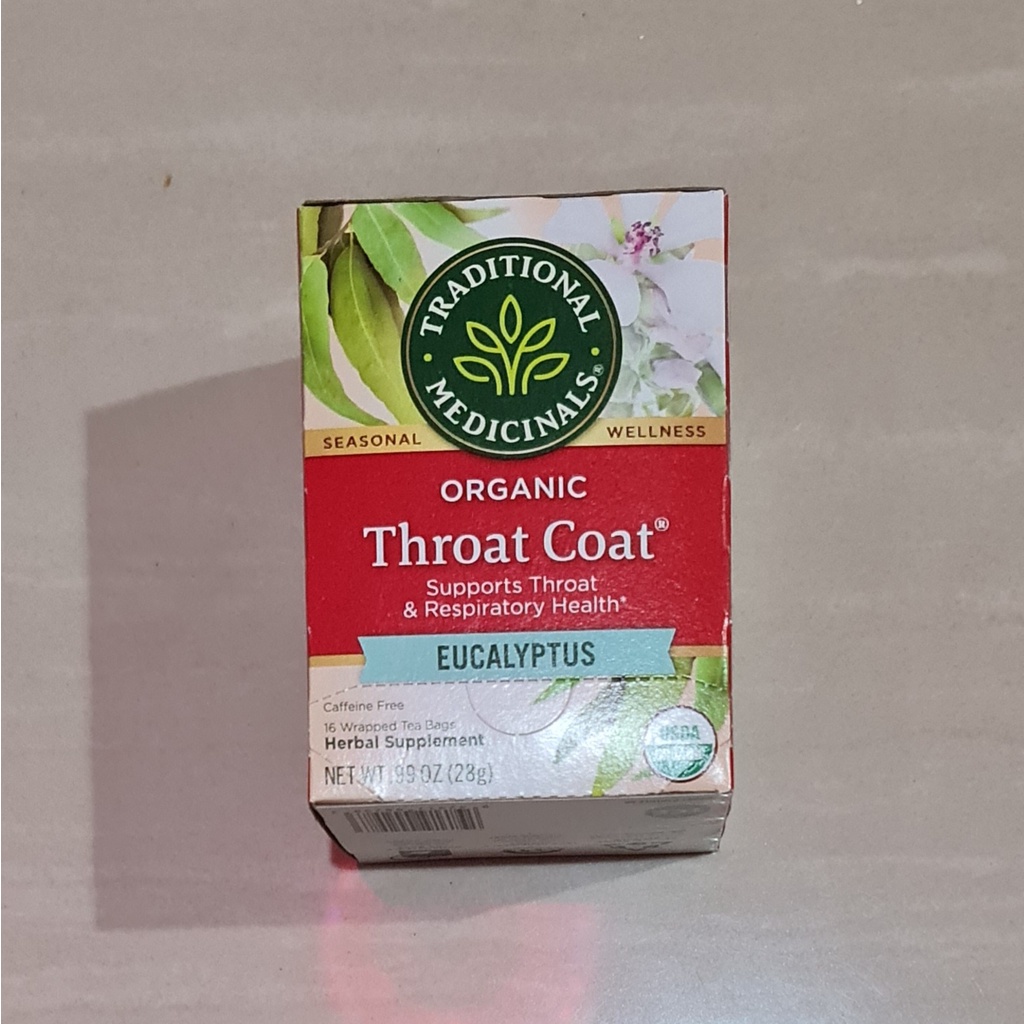 TRADITIONAL
MEDICINALS®
SEASONAL WELLNESS
ORGANIC
Throat Coat®
Supports Throat
& Respiratory Health*
EUCALYPTUS
Caffeine Free
16 Wrapped Tea Bags
Herbal Supplement
NET WT .99 OZ (28g)
USDA